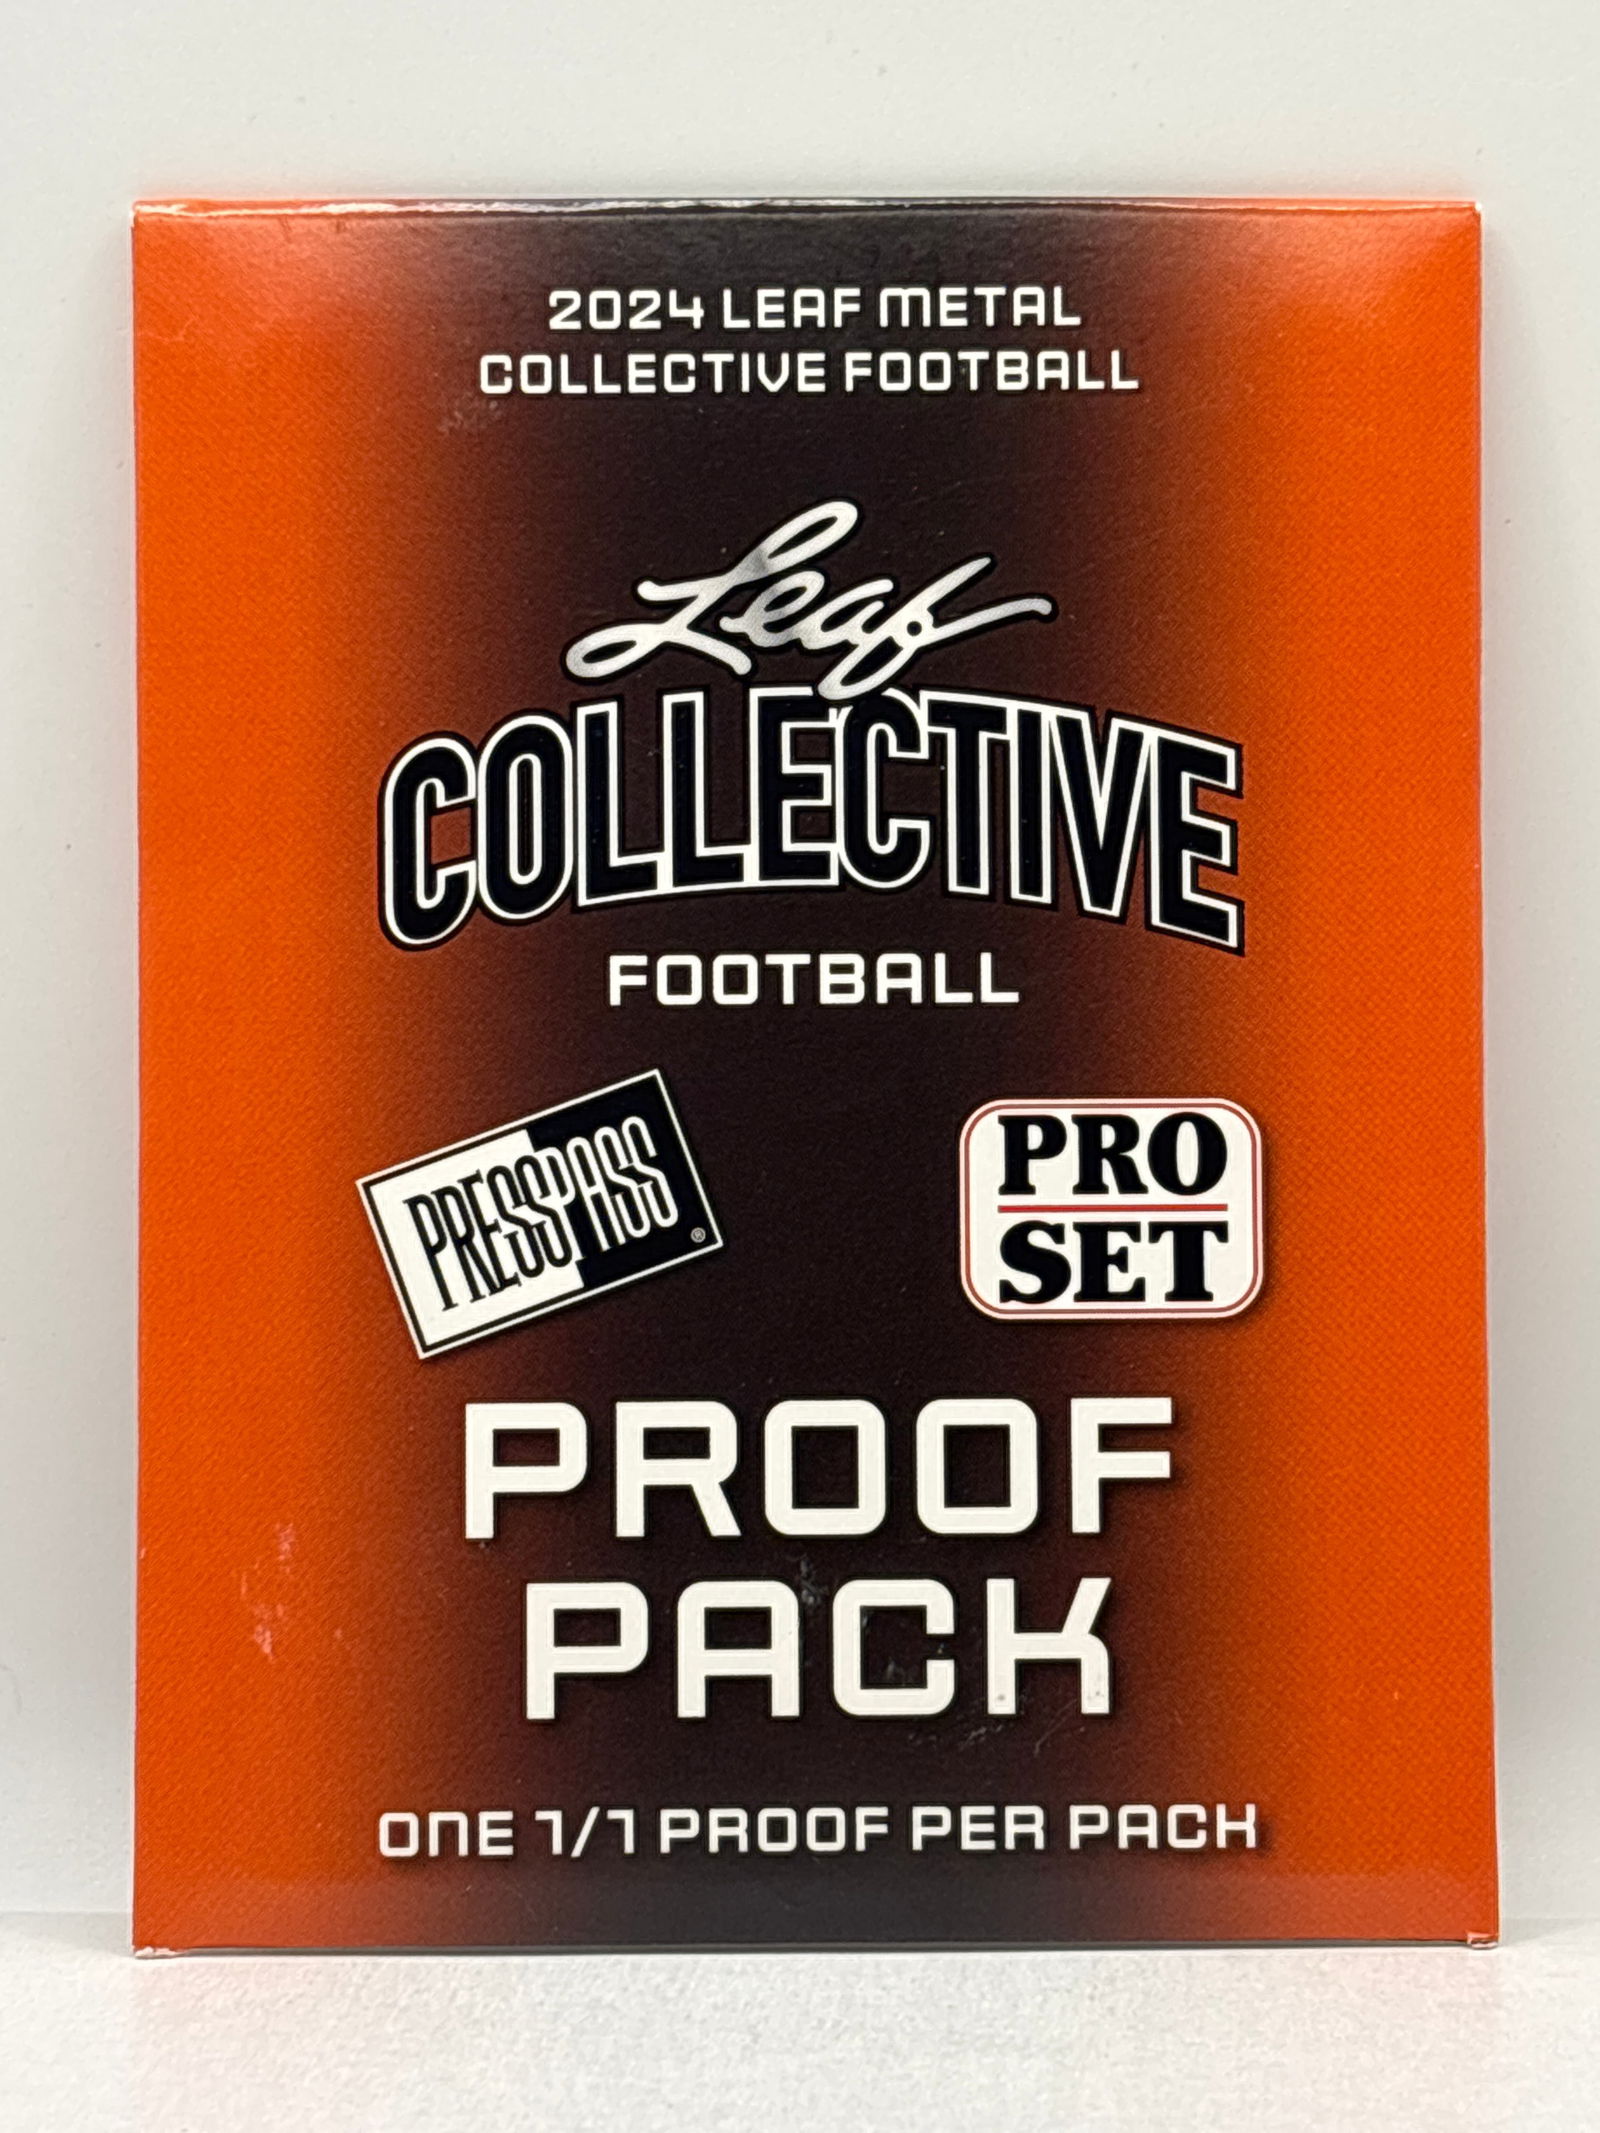 2024 LEAF METAL
COLLECTIVE FOOTBALL
Leaf
COLLECTIVE
FOOTBALL
PRESSPASS®
PRO
SET
PROOF
PACK
ONE 1/1 PROOF PER PACK